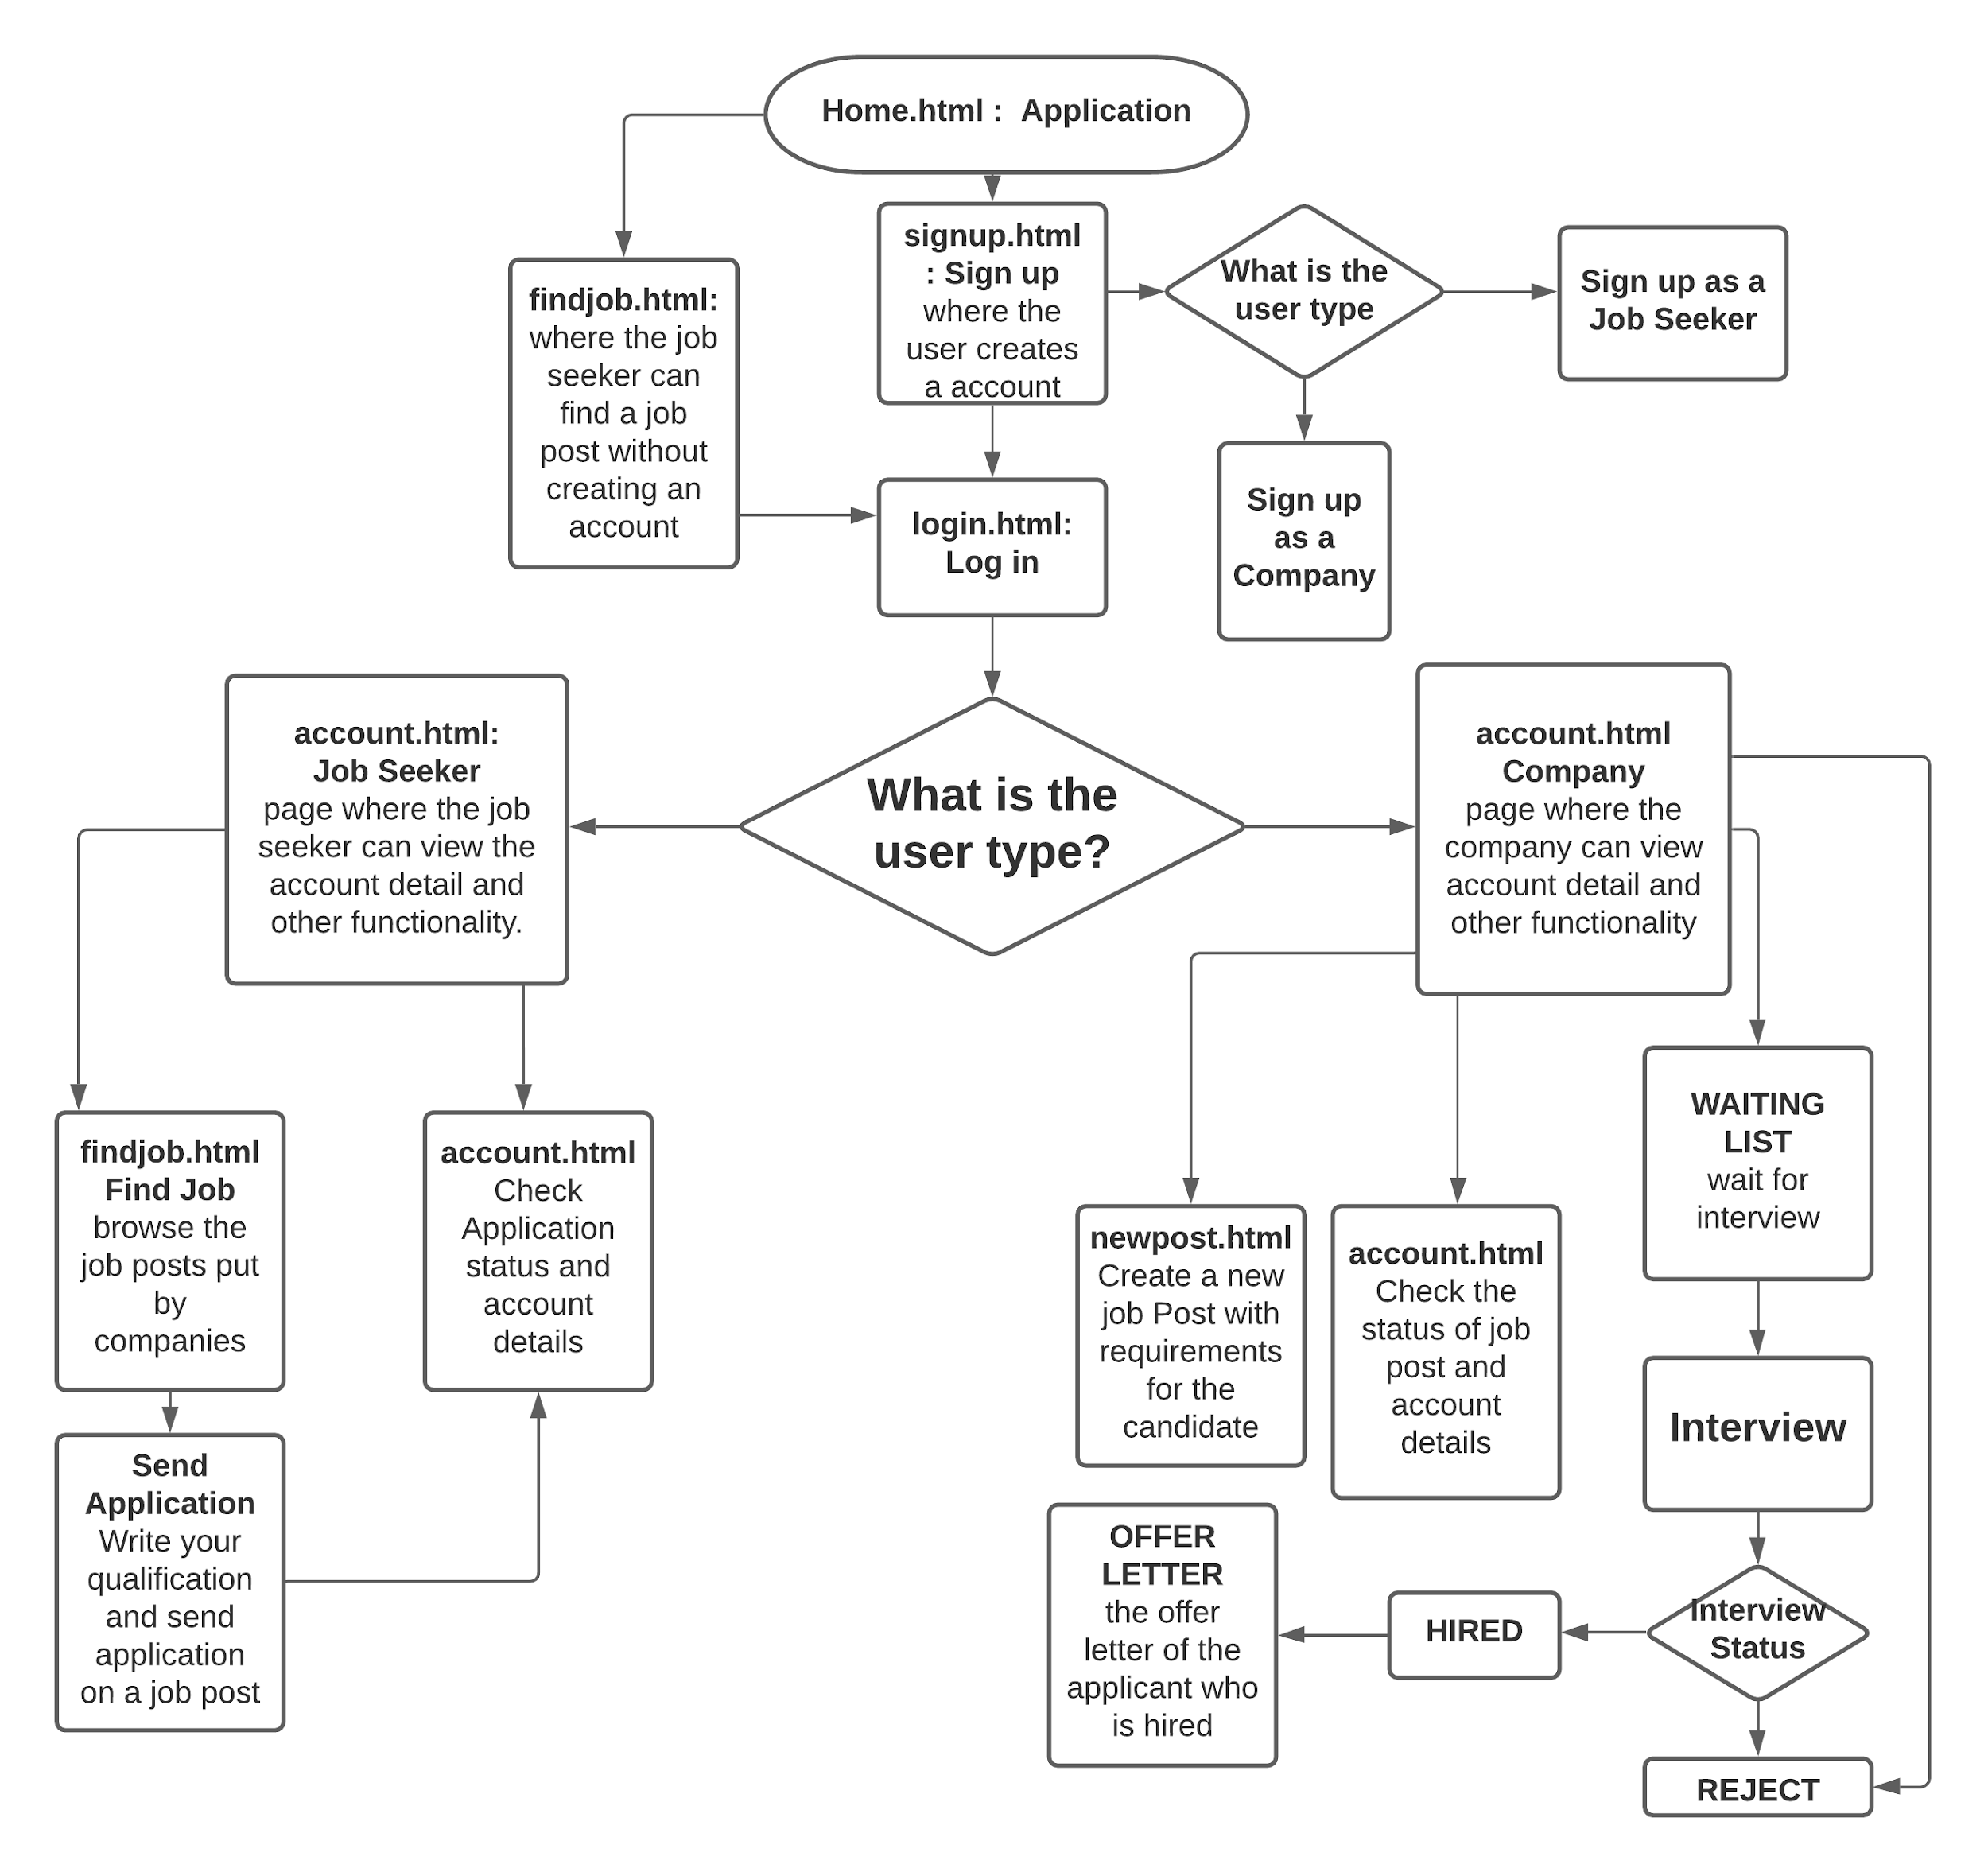 Home.html :  Application
signup.html
: Sign up
where the
user creates
a account
What is the
user type
Sign up as a
Job Seeker
findjob.html:
where the job
seeker can
find a job
post without
creating an
account
Sign up
as a
Company
login.html:
Log in
account.html:
Job Seeker
page where the job
seeker can view the
account detail and
other functionality.
What is the
user type?
account.html
Company
page where the
company can view
account detail and
other functionality
findjob.html
Find Job
browse the
job posts put
by
companies
account.html
Check
Application
status and
account
details
newpost.html
Create a new
job Post with
requirements
for the
candidate
account.html
Check the
status of job
post and
account
details
WAITING
LIST
wait for
interview
Interview
Send
Application
Write your
qualification
and send
application
on a job post
OFFER
LETTER
the offer
letter of the
applicant who
is hired
HIRED
Interview
Status
REJECT